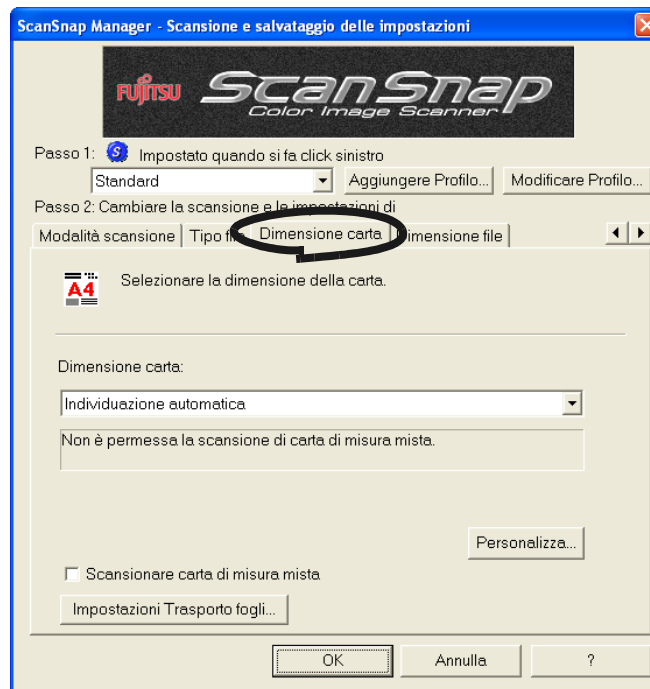 ScanSnap Manager - Scansione e salvataggio delle impostazioni
FUJITSU ScanSnap
Color Image Scanner
Passo 1: S Impostato quando si fa click sinistro
Standard Aggiungere Profilo... Modificare Profilo...
Passo 2: Cambiare la scansione e le impostazioni di
Modalità scansione Tipo file Dimensione carta Dimensione file
A4 Selezionare la dimensione della carta.
Dimensione carta:
Individuazione automatica
Non è permessa la scansione di carta di misura mista.
Personalizza...
Scansionare carta di misura mista
Impostazioni Trasporto fogli...
OK Annulla ?